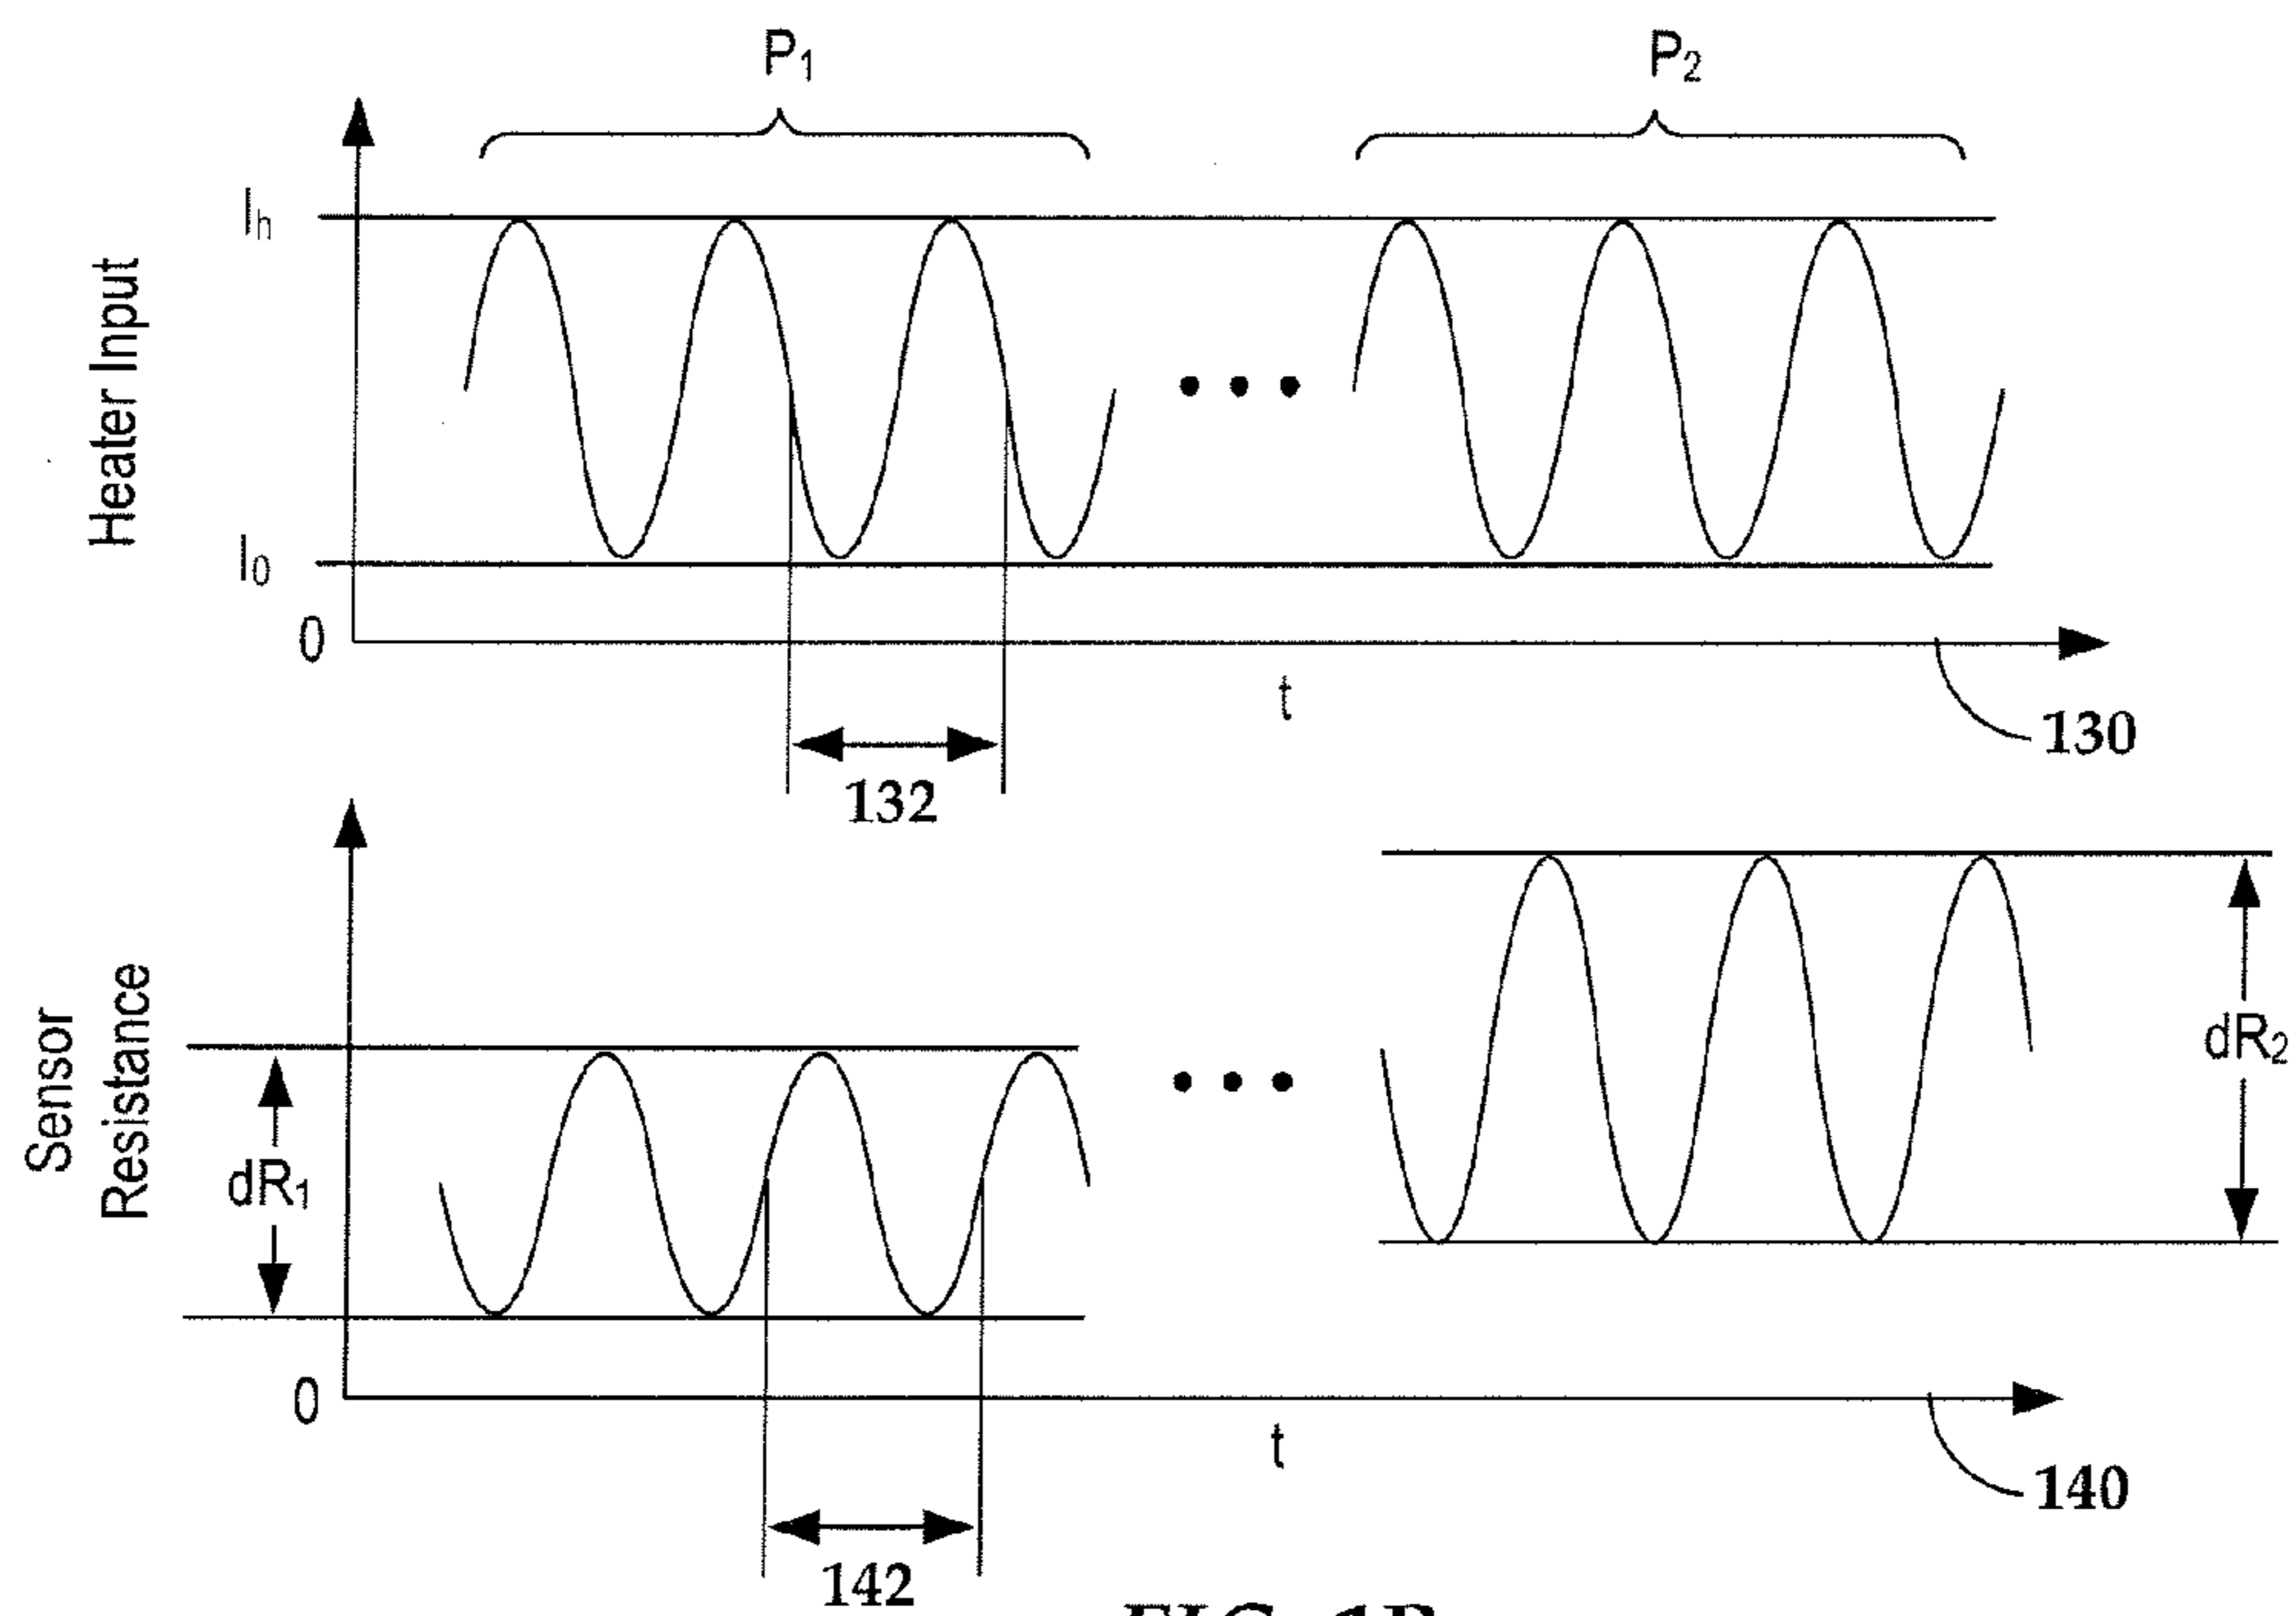 P₁
P₂
Iₕ
Heater Input
I₀
0
t
130
132
Sensor
Resistance
dR₁
dR₂
0
t
140
142